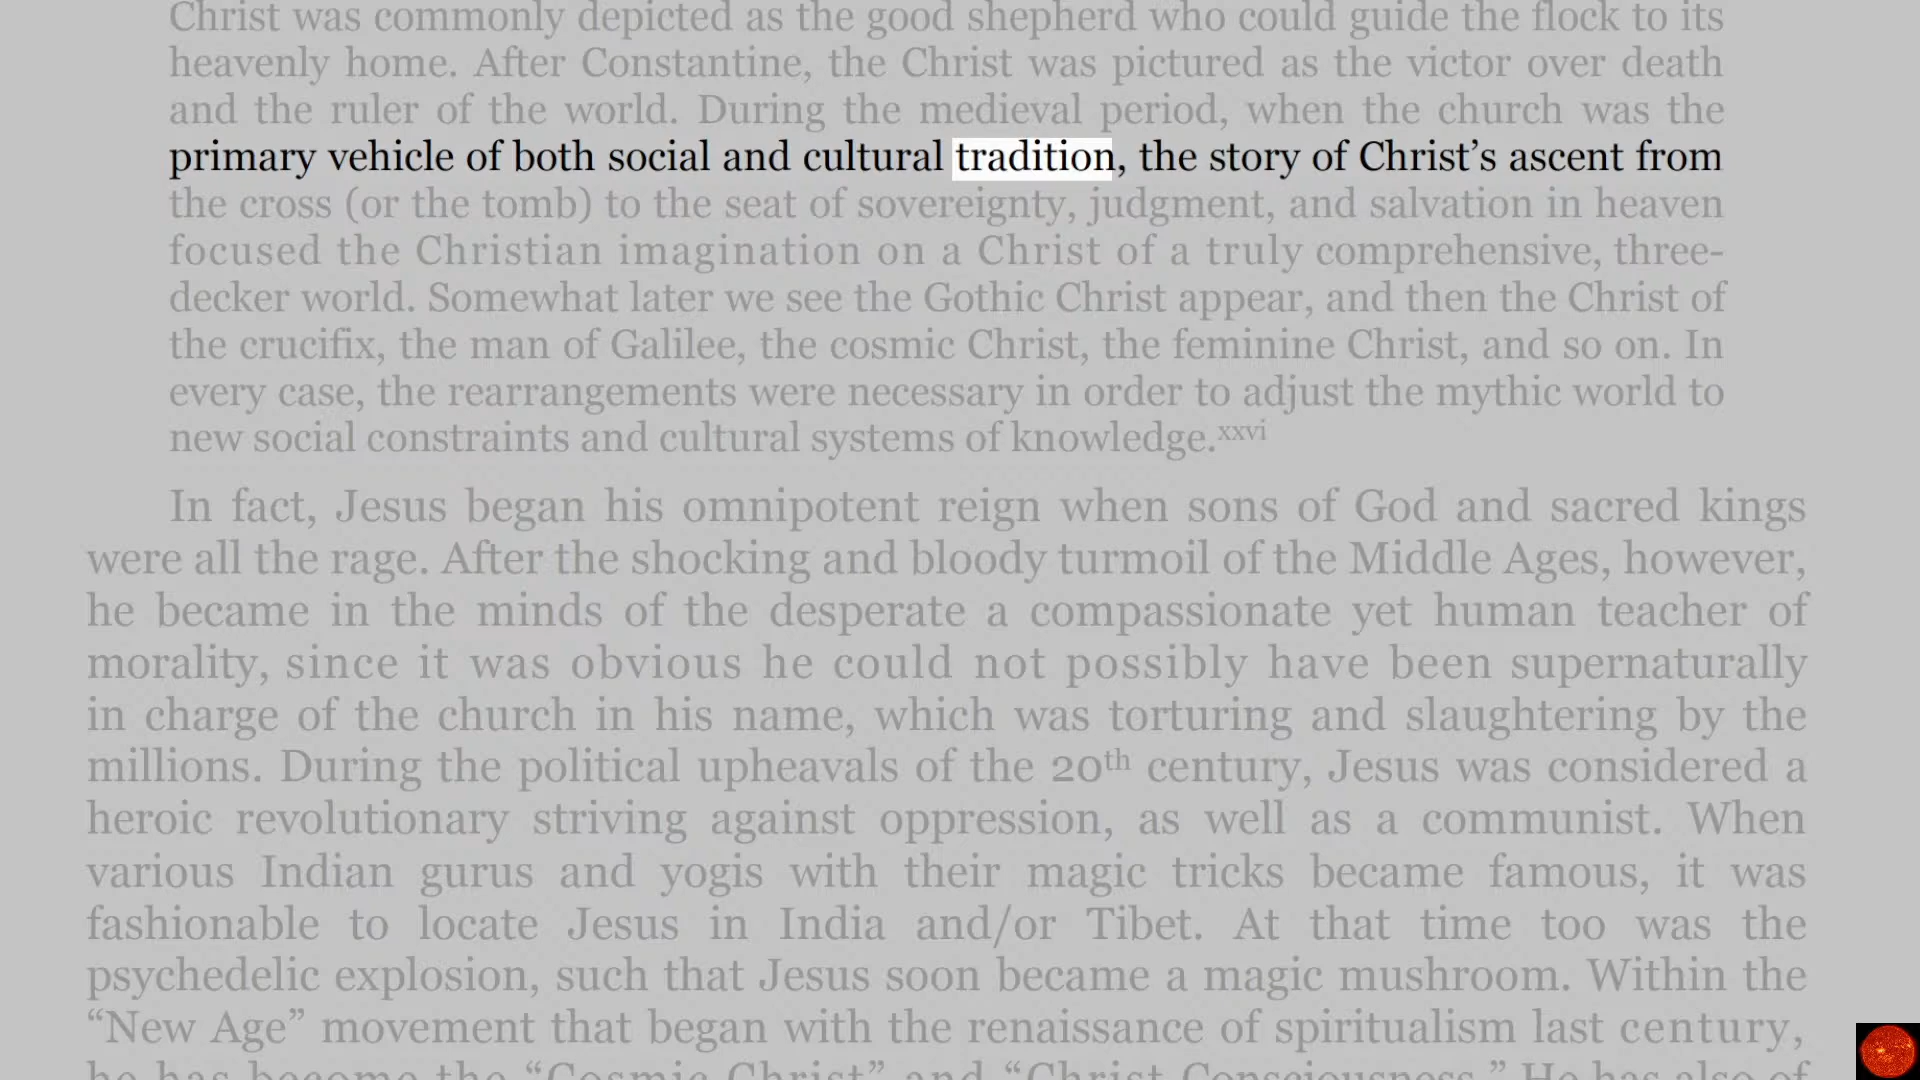 Christ was commonly depicted as the good shepherd who could guide the flock to its
heavenly home. After Constantine, the Christ was pictured as the victor over death
and the ruler of the world. During the medieval period, when the church was the
primary vehicle of both social and cultural tradition, the story of Christ’s ascent from
the cross (or the tomb) to the seat of sovereignty, judgment, and salvation in heaven
focused the Christian imagination on a Christ of a truly comprehensive, three-
decker world. Somewhat later we see the Gothic Christ appear, and then the Christ of
the crucifix, the man of Galilee, the cosmic Christ, the feminine Christ, and so on. In
every case, the rearrangements were necessary in order to adjust the mythic world to
new social constraints and cultural systems of knowledge.xxvi
In fact, Jesus began his omnipotent reign when sons of God and sacred kings
were all the rage. After the shocking and bloody turmoil of the Middle Ages, however,
he became in the minds of the desperate a compassionate yet human teacher of
morality, since it was obvious he could not possibly have been supernaturally
in charge of the church in his name, which was torturing and slaughtering by the
millions. During the political upheavals of the 20th century, Jesus was considered a
heroic revolutionary striving against oppression, as well as a communist. When
various Indian gurus and yogis with their magic tricks became famous, it was
fashionable to locate Jesus in India and/or Tibet. At that time too was the
psychedelic explosion, such that Jesus soon became a magic mushroom. Within the
“New Age” movement that began with the renaissance of spiritualism last century,
he has become the “Cosmic Christ” and “Christ Consciousness.” He has also of